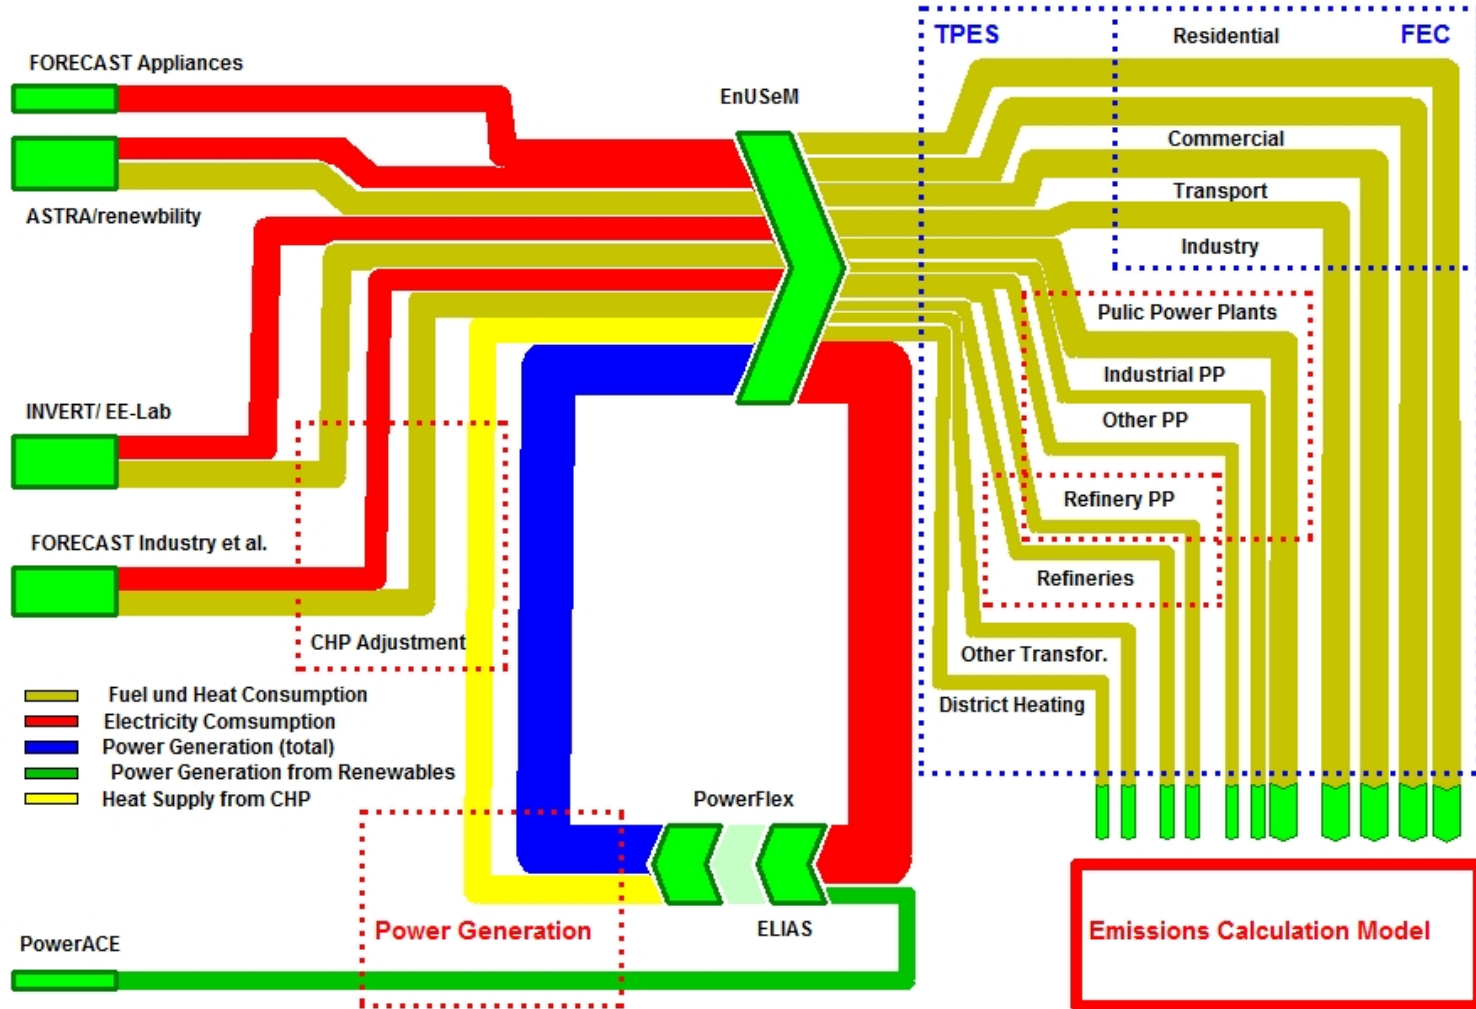 TPES
Residential
FEC
FORECAST Appliances
EnUSeM
Commercial
Transport
ASTRA/renewbility
Industry
Pulic Power Plants
Industrial PP
INVERT/ EE-Lab
Other PP
Refinery PP
FORECAST Industry et al.
Refineries
CHP Adjustment
Other Transfor.
District Heating
Fuel und Heat Consumption
Electricity Comsumption
Power Generation (total)
Power Generation from Renewables
Heat Supply from CHP
PowerFlex
Power Generation
ELIAS
Emissions Calculation Model
PowerACE